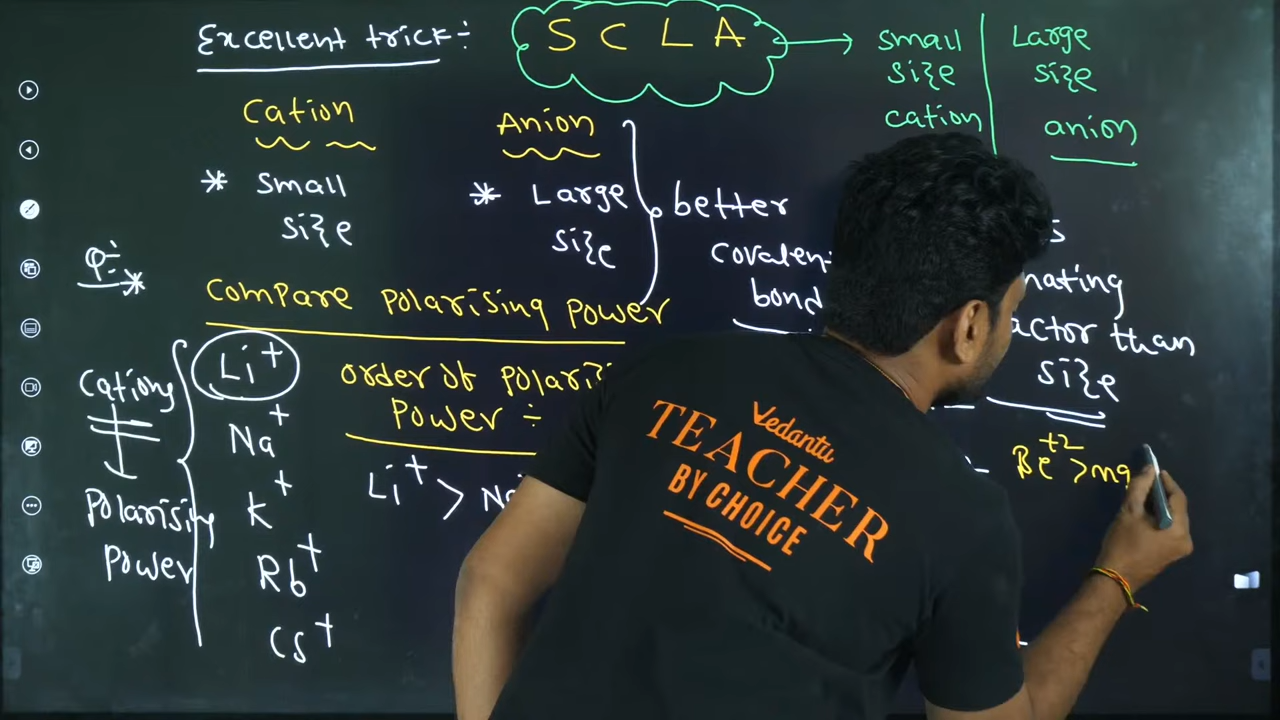 Excellent trick:-
S C L A
small
size
cation
Large
size
anion
Cation
* small
size
Anion
* Large
size
better
covalen
bond
s
nating
actor than
size
Q:- *
compare polarising power
Cations
Polarising
Power
Li+
Na+
K+
Rb+
Cs+
order of polaris
Power :-
Li+ > Na
Be+2 > mg
Vedantu
TEACHER
BY CHOICE